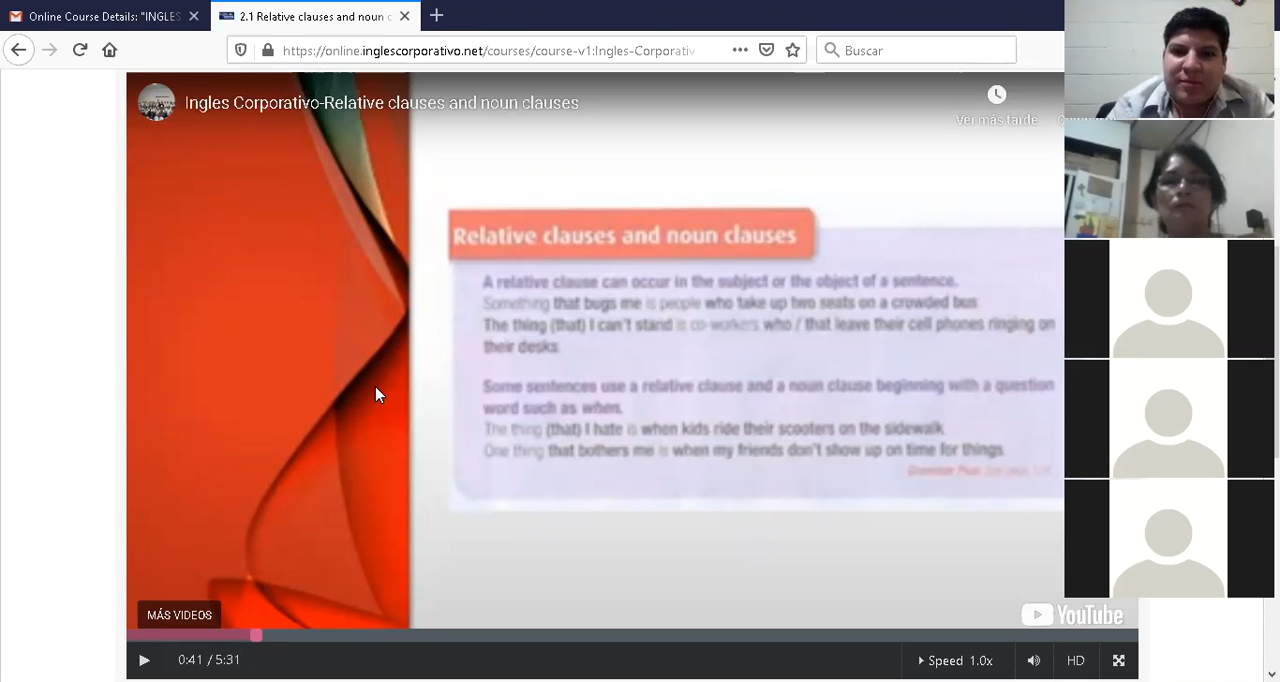 Online Course Details: "INGLES
2.1 Relative clauses and noun c
https://online.inglescorporativo.net/courses/course-v1:Ingles-Corporativ
Buscar
Ingles Corporativo-Relative clauses and noun clauses
Ver más tarde
Relative clauses and noun clauses
A relative clause can occur in the subject or the object of a sentence.
Something that bugs me is people who take up two seats on a crowded bus
The thing (that) I can't stand is co-workers who / that leave their cell phones ringing on
their desks.
Some sentences use a relative clause and a noun clause beginning with a question
word such as when.
The thing (that) I hate is when kids ride their scooters on the sidewalk
One thing that bothers me is when my friends don't show up on time for things.
Grammar Plus:
MÁS VIDEOS
YouTube
0:41 / 5:31
Speed 1.0x
HD